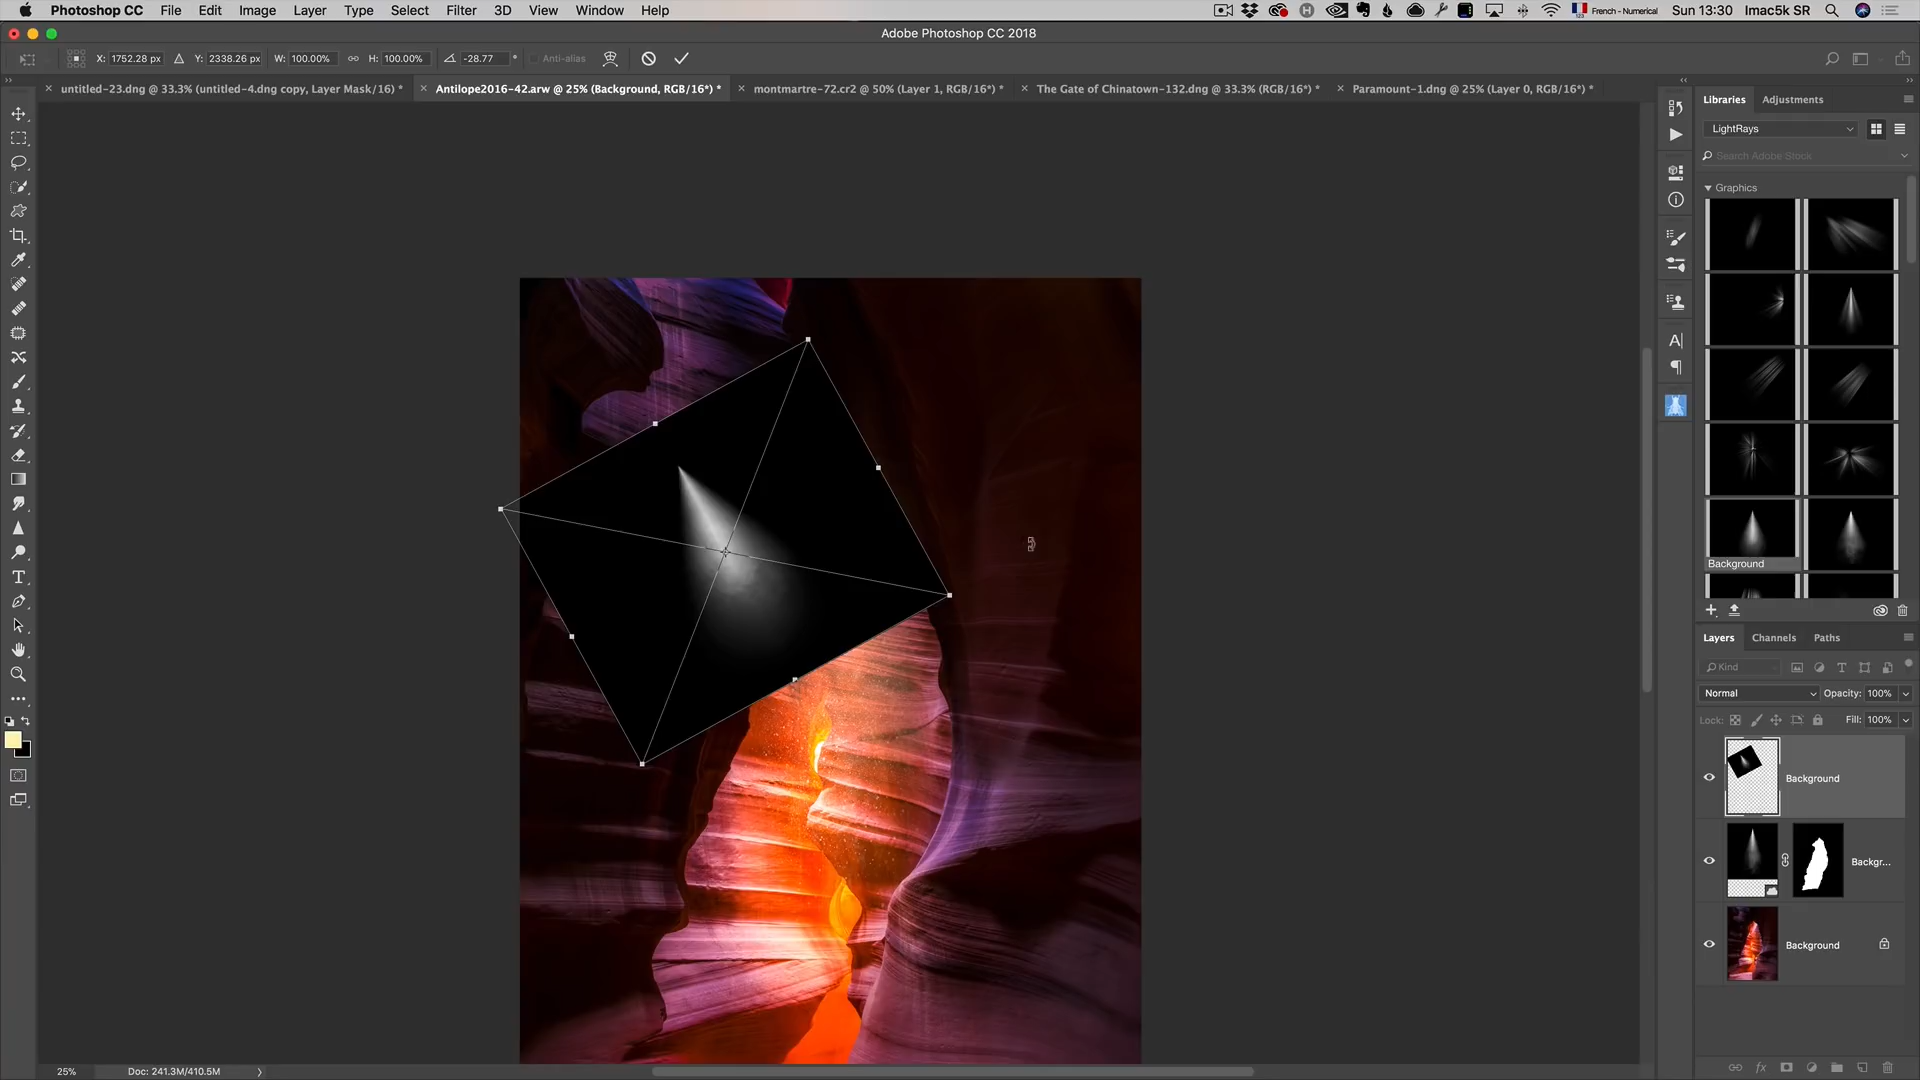 Photoshop CC File Edit Image Layer Type Select Filter 3D View Window Help French - Numerical Sun 13:30 Imac5k SR
Adobe Photoshop CC 2018
X: 1752.28 px Y: 2338.26 px W: 100.00% H: 100.00% -28.77 ° Anti-alias
untitled-23.dng @ 33.3% (untitled-4.dng copy, Layer Mask/16) * Antilope2016-42.arw @ 25% (Background, RGB/16*) * montmartre-72.cr2 @ 50% (Layer 1, RGB/16*) * The Gate of Chinatown-132.dng @ 33.3% (RGB/16*) * Paramount-1.dng @ 25% (Layer 0, RGB/16*) *
Libraries Adjustments
LightRays
Search Adobe Stock
Graphics
Background
Layers Channels Paths
Kind
Normal Opacity: 100%
Lock: Fill: 100%
Background
Backgr...
Background
25% Doc: 241.3M/410.5M